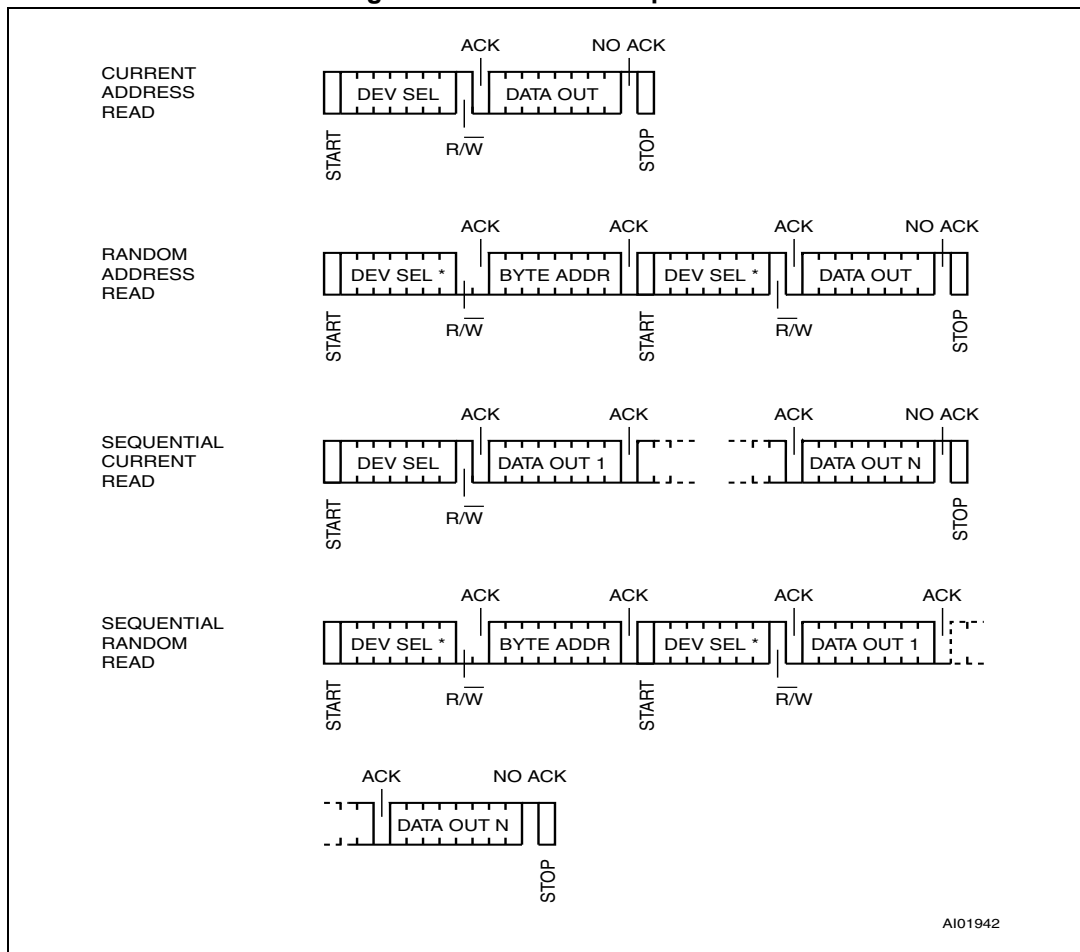 ACK NO ACK
CURRENT
ADDRESS
READ
DEV SEL DATA OUT
START R/W STOP
ACK ACK ACK NO ACK
RANDOM
ADDRESS
READ
DEV SEL * BYTE ADDR DEV SEL * DATA OUT
START R/W START R/W STOP
ACK ACK ACK NO ACK
SEQUENTIAL
CURRENT
READ
DEV SEL DATA OUT 1 DATA OUT N
START R/W STOP
ACK ACK ACK ACK
SEQUENTIAL
RANDOM
READ
DEV SEL * BYTE ADDR DEV SEL * DATA OUT 1
START R/W START R/W
ACK NO ACK
DATA OUT N
STOP
AI01942